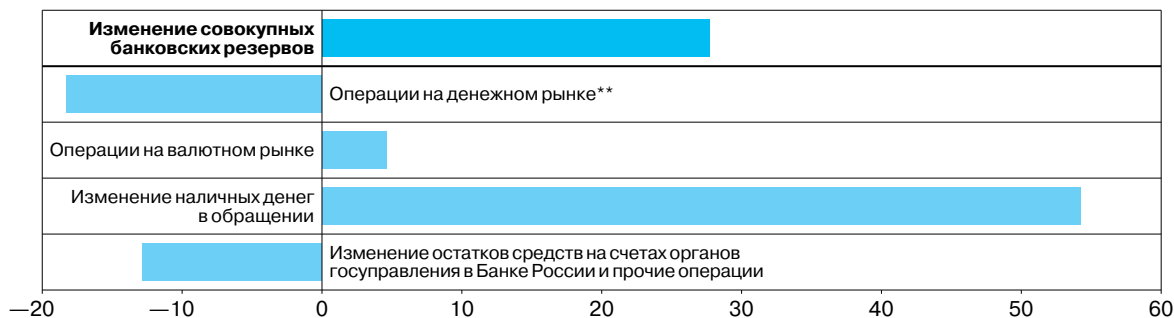 Изменение совокупных
банковских резервов
Операции на денежном рынке**
Операции на валютном рынке
Изменение наличных денег
в обращении
Изменение остатков средств на счетах органов
госуправления в Банке России и прочие операции
—20 —10 0 10 20 30 40 50 60